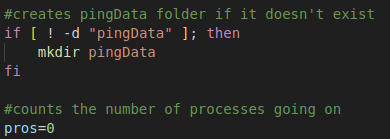 #creates pingData folder if it doesn't exist
if [ ! -d "pingData" ]; then
    mkdir pingData
fi

#counts the number of processes going on
pros=0